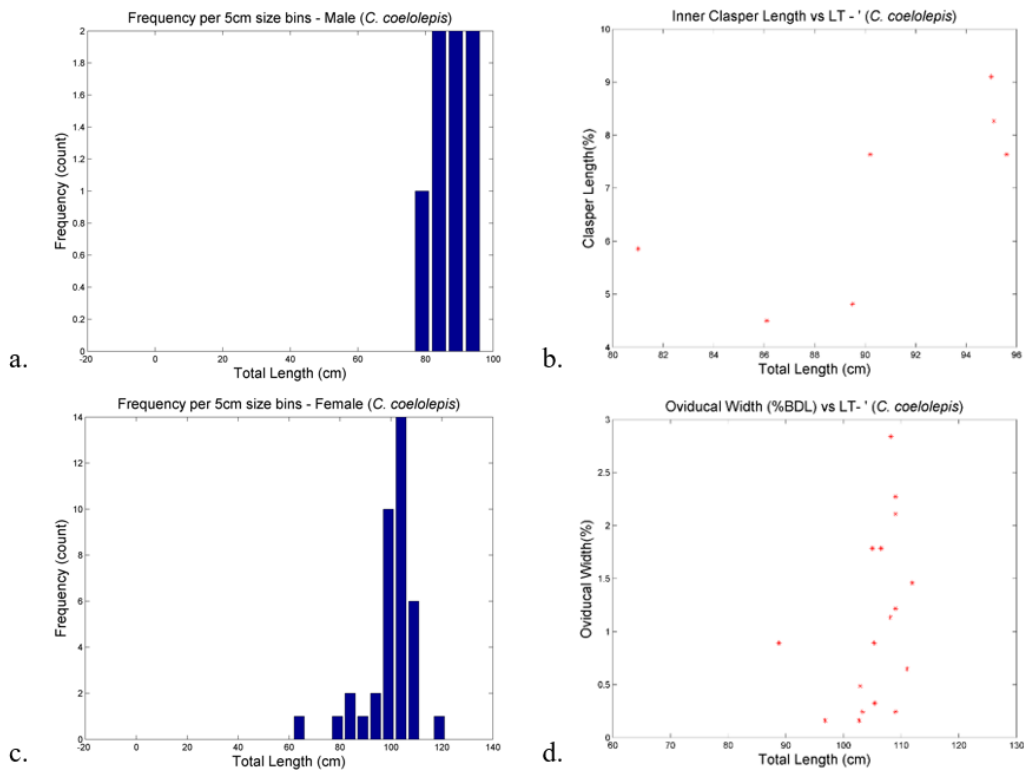 Frequency per 5cm size bins - Male (C. coelolepis)
2
1.8
1.6
1.4
1.2
1
0.8
0.6
0.4
0.2
0
Frequency (count)
-20 0 20 40 60 80 100
Total Length (cm)
a.
Inner Clasper Length vs LT - ' (C. coelolepis)
10
9
8
7
6
5
4
Clasper Length(%)
80 82 84 86 88 90 92 94 96
Total Length (cm)
b.
Frequency per 5cm size bins - Female (C. coelolepis)
14
12
10
8
6
4
2
0
Frequency (count)
-20 0 20 40 60 80 100 120 140
Total Length (cm)
c.
Oviducal Width (%BDL) vs LT- ' (C. coelolepis)
3
2.5
2
1.5
1
0.5
0
Oviducal Width(%)
60 70 80 90 100 110 120 130
Total Length (cm)
d.